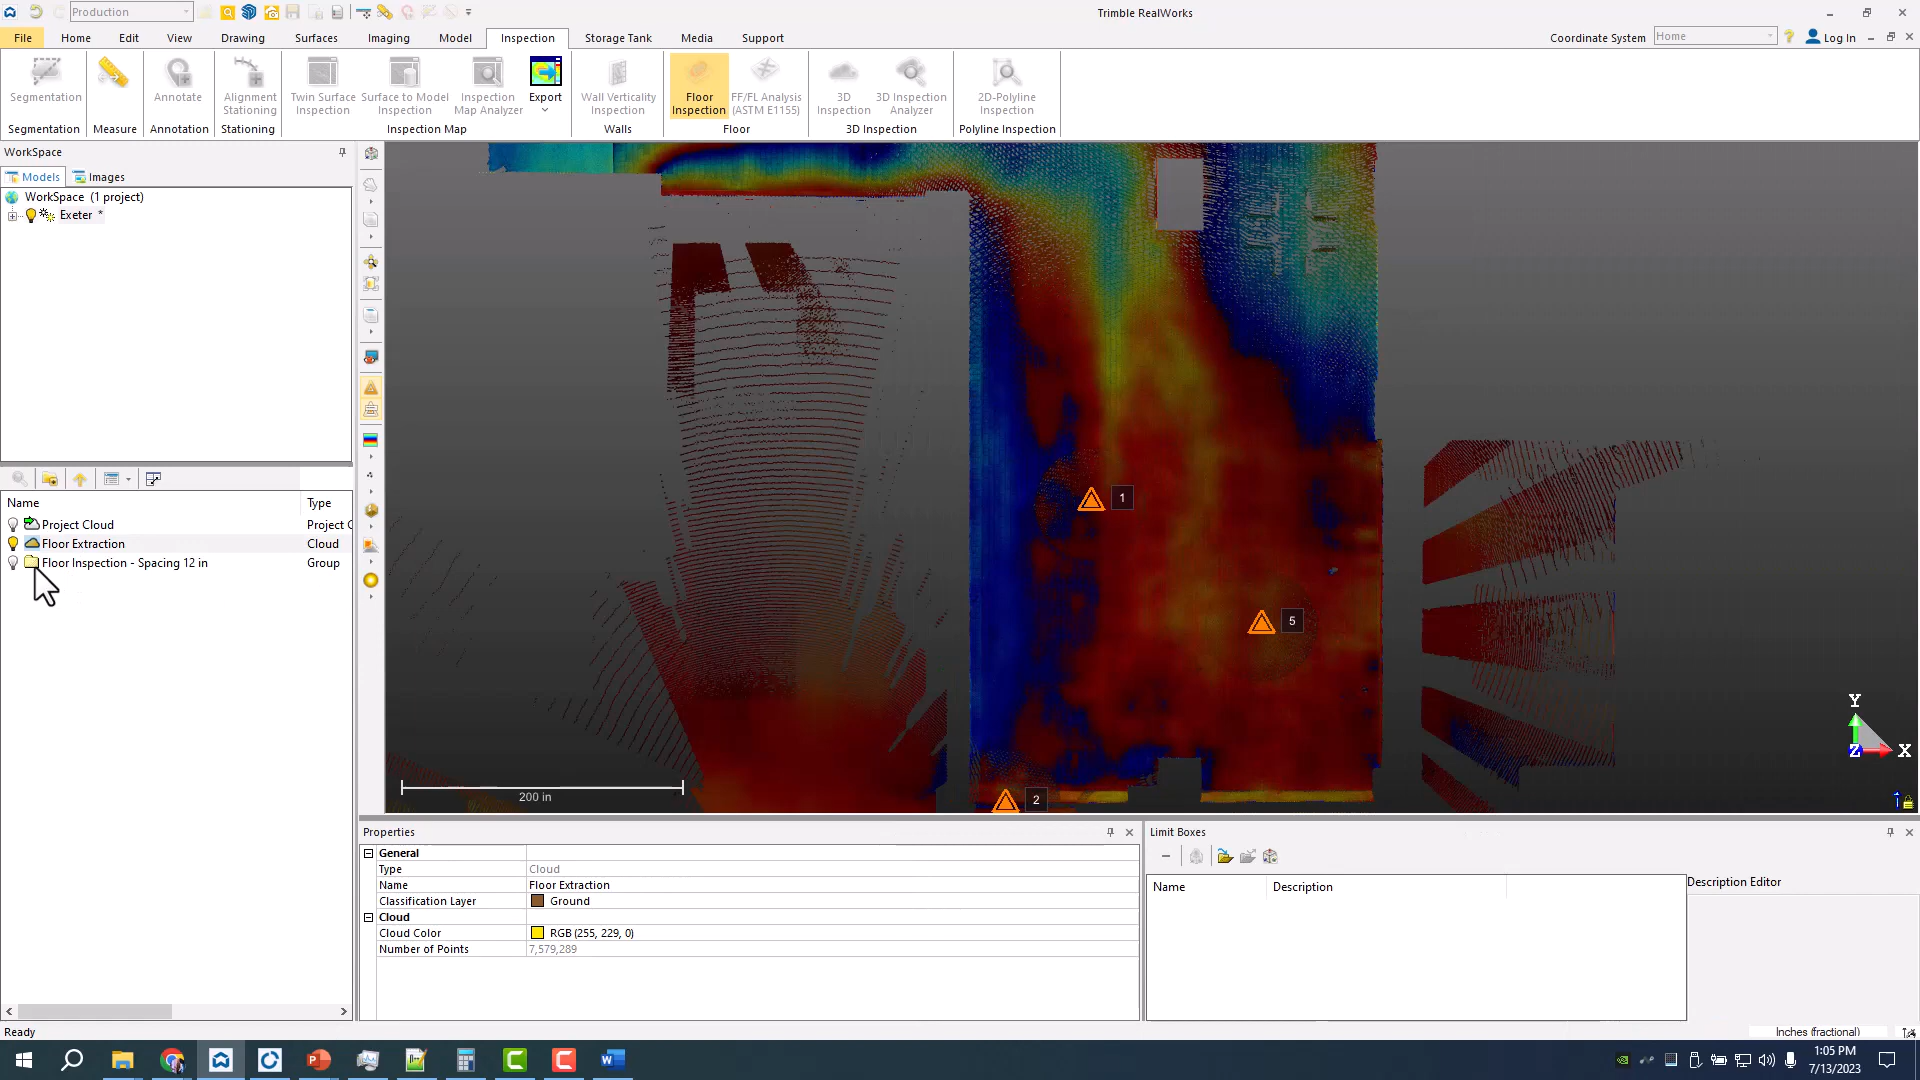 Production
Trimble RealWorks
File Home Edit View Drawing Surfaces Imaging Model Inspection Storage Tank Media Support
Coordinate System Home Log In
Segmentation
Annotate
Alignment Stationing
Twin Surface Inspection
Surface to Model Inspection
Inspection Map Analyzer
Export
Wall Verticality Inspection
Floor Inspection
FF/FL Analysis (ASTM E1155)
3D Inspection
3D Inspection Analyzer
2D-Polyline Inspection
Segmentation Measure Annotation Stationing Inspection Map Walls Floor 3D Inspection Polyline Inspection
WorkSpace
Models Images
WorkSpace (1 project)
Exeter *
Name Type
Project Cloud Project C
Floor Extraction Cloud
Floor Inspection - Spacing 12 in Group
1
5
2
200 in
Y
Z X
Properties
General
Type Cloud
Name Floor Extraction
Classification Layer Ground
Cloud
Cloud Color RGB (255, 229, 0)
Number of Points 7,579,289
Limit Boxes
Name Description
Description Editor
Ready
Inches (fractional)
1:05 PM
7/13/2023